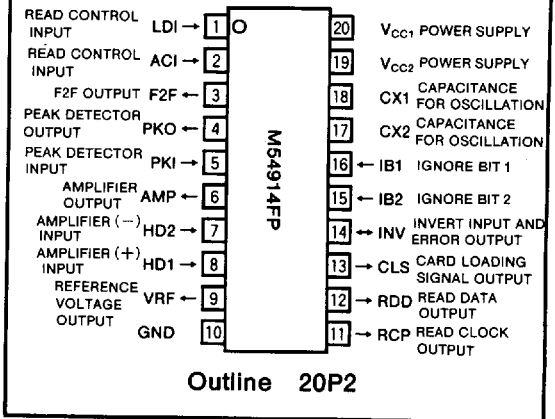 READ CONTROL
INPUT
LDI → 1
READ CONTROL
INPUT
ACI → 2
F2F OUTPUT F2F ← 3
PEAK DETECTOR
OUTPUT
PKO ← 4
PEAK DETECTOR
INPUT
PKI → 5
AMPLIFIER
OUTPUT
AMP ← 6
AMPLIFIER (−)
INPUT
HD2 → 7
AMPLIFIER (+)
INPUT
HD1 → 8
REFERENCE
VOLTAGE
OUTPUT
VRF ← 9
GND 10
M54914FP
20 VCC1 POWER SUPPLY
19 VCC2 POWER SUPPLY
18 CX1 CAPACITANCE
FOR OSCILLATION
17 CX2 CAPACITANCE
FOR OSCILLATION
16 ← IB1 IGNORE BIT 1
15 ← IB2 IGNORE BIT 2
14 ↔ INV INVERT INPUT AND
ERROR OUTPUT
13 → CLS CARD LOADING
SIGNAL OUTPUT
12 → RDD READ DATA
OUTPUT
11 → RCP READ CLOCK
OUTPUT
Outline 20P2